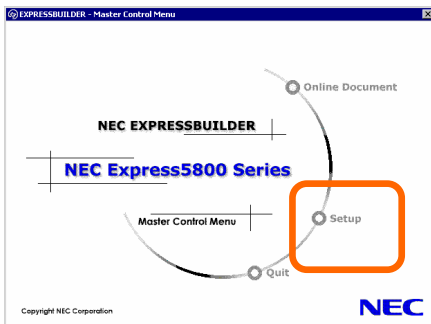 EXPRESSBUILDER - Master Control Menu
Online Document
NEC EXPRESSBUILDER
NEC Express5800 Series
Master Control Menu
Setup
Quit
Copyright NEC Corporation
NEC